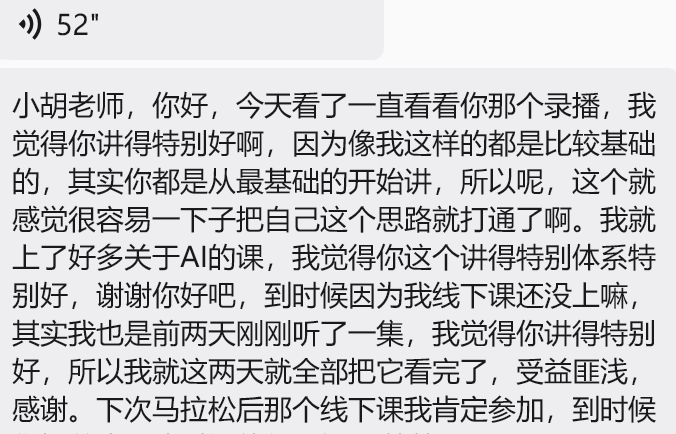 52"
小胡老师，你好，今天看了一直看看你那个录播，我
觉得你讲得特别好啊，因为像我这样的都是比较基础
的，其实你都是从最基础的开始讲，所以呢，这个就
感觉很容易一下子把自己这个思路就打通了啊。我就
上了好多关于AI的课，我觉得你这个讲得特别体系特
别好，谢谢你好吧，到时候因为我线下课还没上嘛，
其实我也是前两天刚刚听了一集，我觉得你讲得特别
好，所以我就这两天就全部把它看完了，受益匪浅，
感谢。下次马拉松后那个线下课我肯定参加，到时候